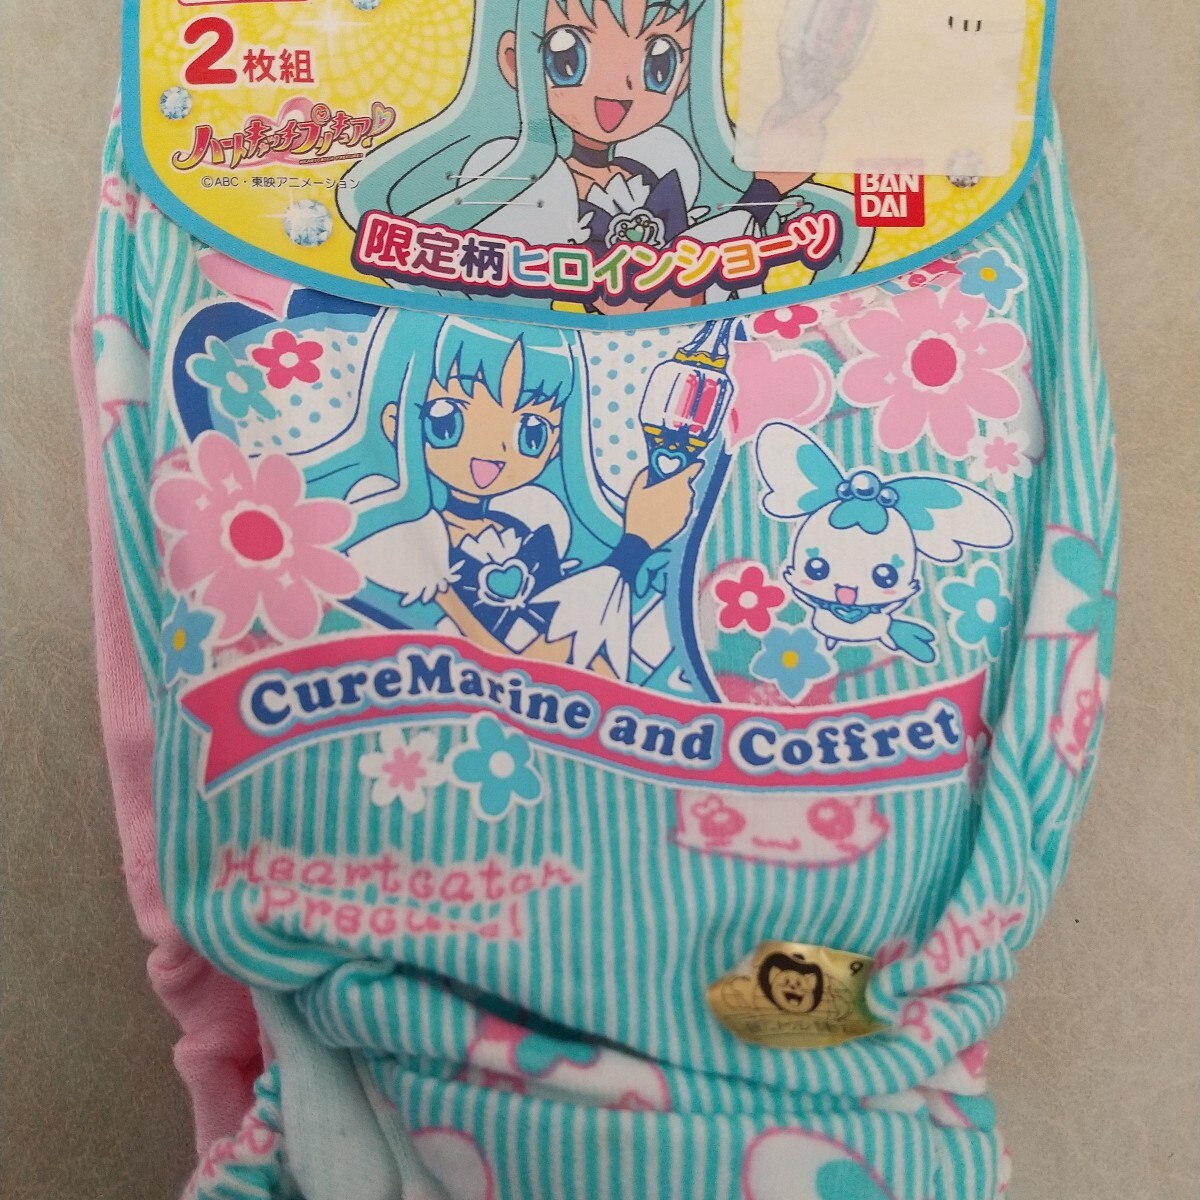 2枚組
ハートキャッチプリキュア!
©ABC・東映アニメーション
BAN
DAI
限定柄ヒロインショーツ
CureMarine and Coffret
Heartcatch